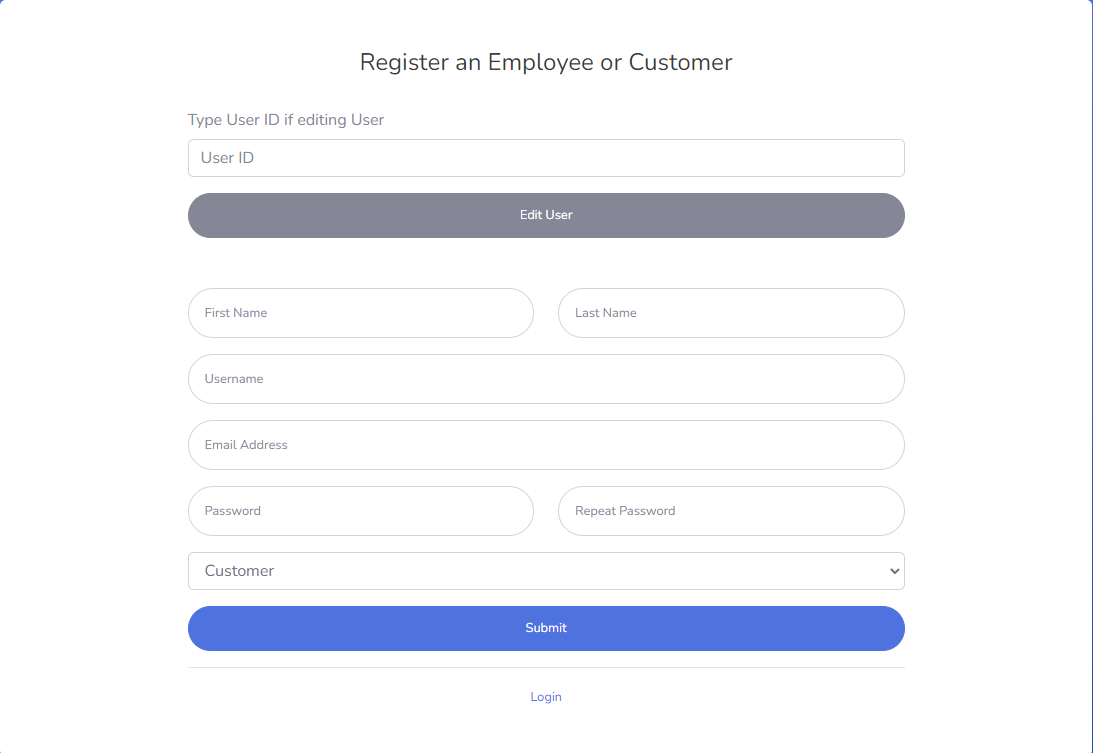 Register an Employee or Customer
Type User ID if editing User
User ID
Edit User
First Name
Last Name
Username
Email Address
Password
Repeat Password
Customer
Submit
Login